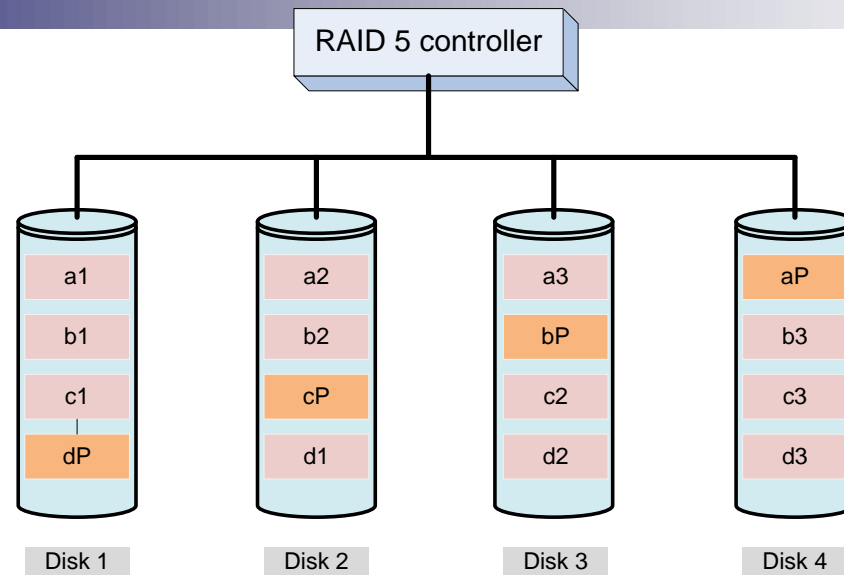 RAID 5 controller
a1 a2 a3 aP
b1 b2 bP b3
c1 cP c2 c3
dP d1 d2 d3
Disk 1 Disk 2 Disk 3 Disk 4